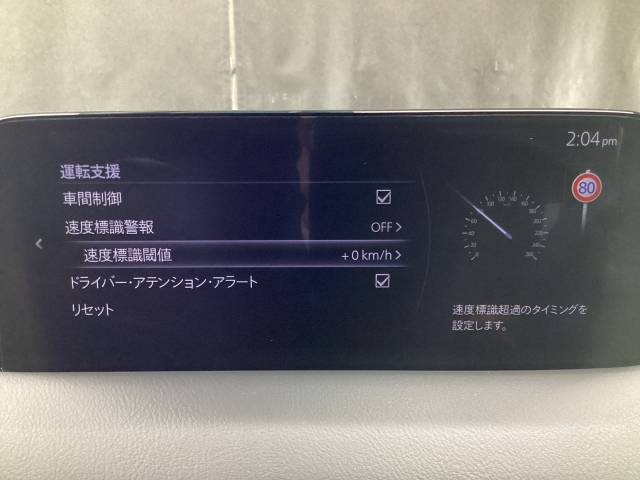 2:04 pm
運転支援
車間制御
速度標識警報 OFF >
速度標識閾値 + 0 km/h >
ドライバー・アテンション・アラート
リセット
80
速度標識超過のタイミングを
設定します。